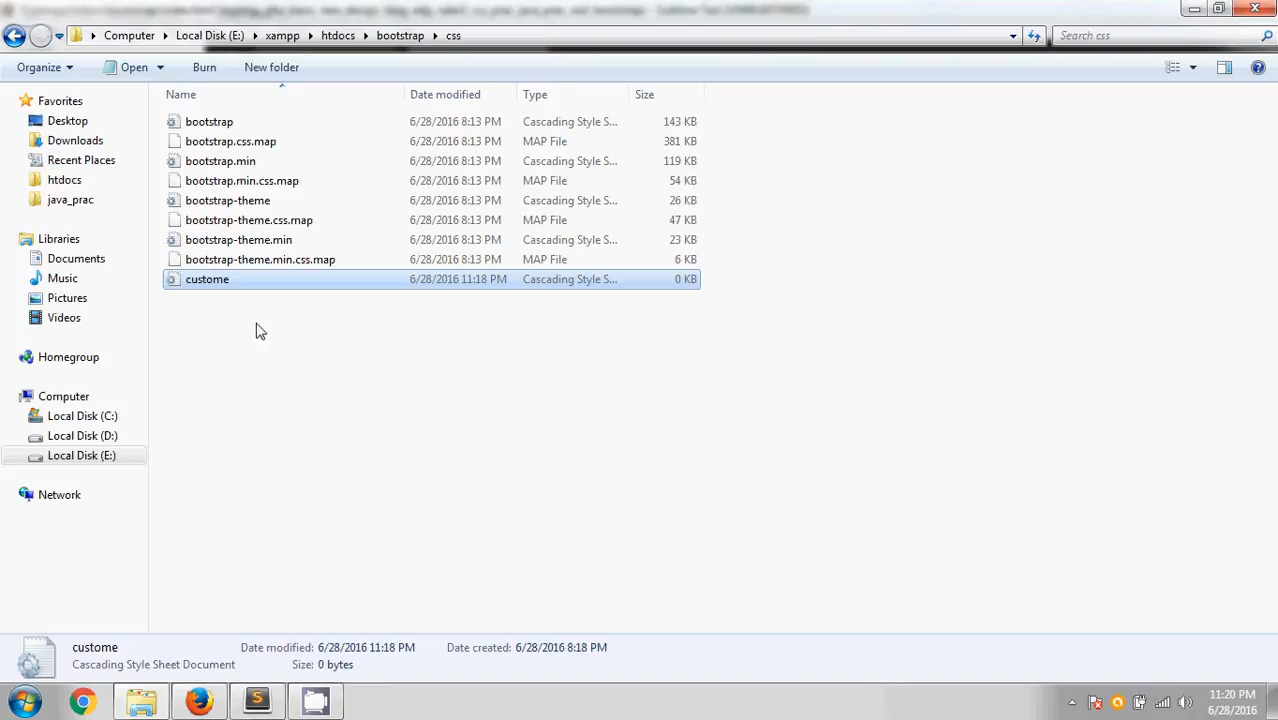 Computer Local Disk (E:) xampp htdocs bootstrap css Search css
Organize Open Burn New folder
Name Date modified Type Size
Favorites
Desktop
Downloads
Recent Places
htdocs
java_prac
Libraries
Documents
Music
Pictures
Videos
Homegroup
Computer
Local Disk (C:)
Local Disk (D:)
Local Disk (E:)
Network
bootstrap 6/28/2016 8:13 PM Cascading Style S... 143 KB
bootstrap.css.map 6/28/2016 8:13 PM MAP File 381 KB
bootstrap.min 6/28/2016 8:13 PM Cascading Style S... 119 KB
bootstrap.min.css.map 6/28/2016 8:13 PM MAP File 54 KB
bootstrap-theme 6/28/2016 8:13 PM Cascading Style S... 26 KB
bootstrap-theme.css.map 6/28/2016 8:13 PM MAP File 47 KB
bootstrap-theme.min 6/28/2016 8:13 PM Cascading Style S... 23 KB
bootstrap-theme.min.css.map 6/28/2016 8:13 PM MAP File 6 KB
custome 6/28/2016 11:18 PM Cascading Style S... 0 KB
custome Date modified: 6/28/2016 11:18 PM Date created: 6/28/2016 8:18 PM
Cascading Style Sheet Document Size: 0 bytes
11:20 PM
6/28/2016